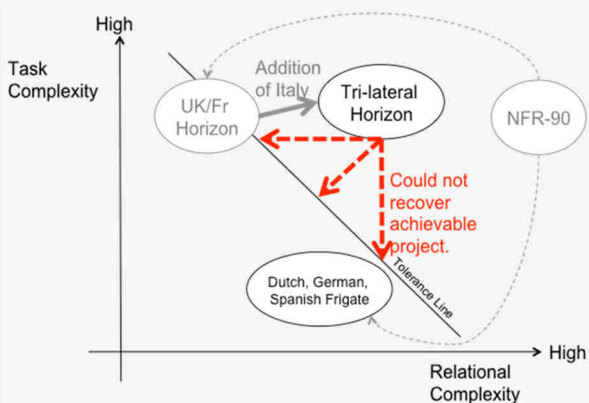 High
Task
Complexity
Addition
of Italy
UK/Fr
Horizon
Tri-lateral
Horizon
NFR-90
Could not
recover
achievable
project.
Tolerance Line
Dutch, German,
Spanish Frigate
High
Relational
Complexity